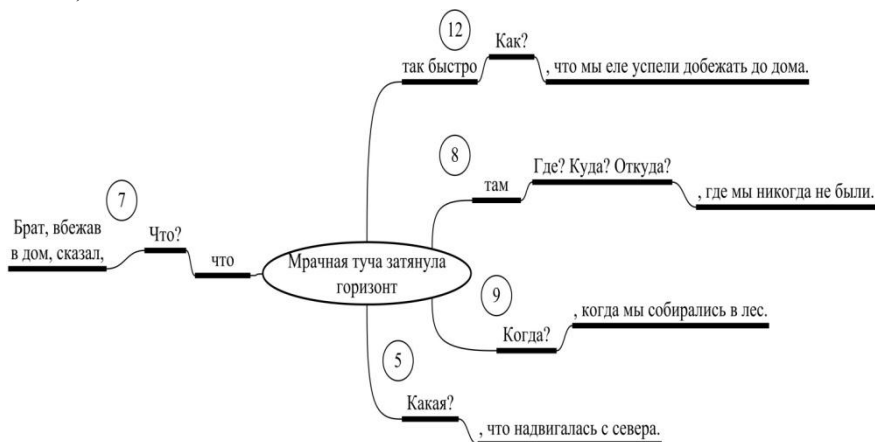 12
Как?
так быстро
, что мы еле успели добежать до дома.
8
Где? Куда? Откуда?
там
, где мы никогда не были.
7
Брат, вбежав
в дом, сказал,
Что?
что
Мрачная туча затянула
горизонт
9
Когда?
, когда мы собирались в лес.
5
Какая?
, что надвигалась с севера.